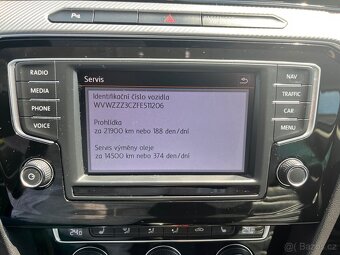 Servis
Identifikační číslo vozidla
WVWZZZ3CZFE511206
Prohlídka
za 21900 km nebo 188 den/dní
Servis výměny oleje
za 14500 km nebo 374 den/dní
RADIO
MEDIA
PHONE
VOICE
NAV
TRAFFIC
CAR
MENU